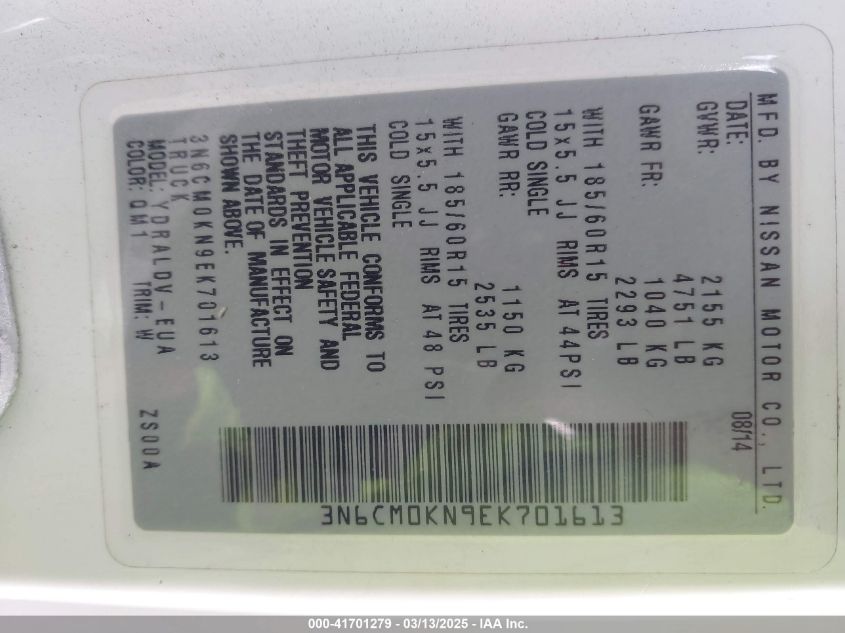 MFD. BY NISSAN MOTOR CO., LTD.
DATE: 08/14
GVWR: 2155 KG
4751 LB
GAWR FR: 1040 KG
2293 LB
WITH 185/60R15 TIRES
15x5.5 JJ RIMS AT 44PSI
COLD SINGLE
GAWR RR: 1150 KG
2535 LB
WITH 185/60R15 TIRES
15x5.5 JJ RIMS AT 48 PSI
COLD SINGLE
THIS VEHICLE CONFORMS TO
ALL APPLICABLE FEDERAL
MOTOR VEHICLE SAFETY AND
THEFT PREVENTION
STANDARDS IN EFFECT ON
THE DATE OF MANUFACTURE
SHOWN ABOVE.
3N6CM0KN9EK701613
TRUCK
MODEL: YDRALDV-EUA
COLOR: QM1 TRIM: W ZS00A
3N6CM0KN9EK701613
000-41701279 - 03/13/2025 - IAA Inc.